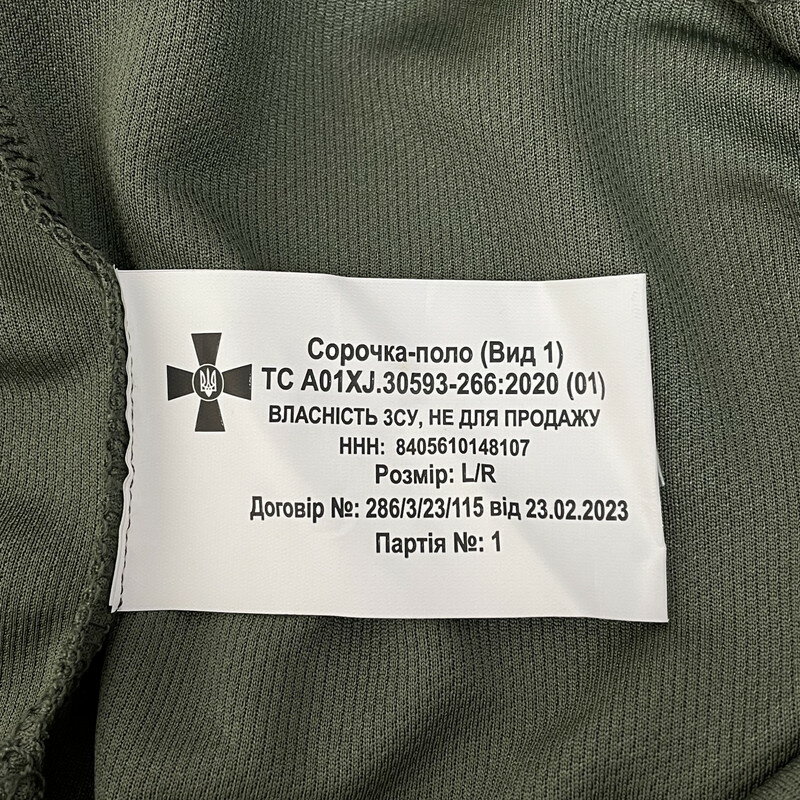 Сорочка-поло (Вид 1)
ТС А01XJ.30593-266:2020 (01)
ВЛАСНІСТЬ ЗСУ, НЕ ДЛЯ ПРОДАЖУ
ННН: 8405610148107
Розмір: L/R
Договір №: 286/3/23/115 від 23.02.2023
Партія №: 1